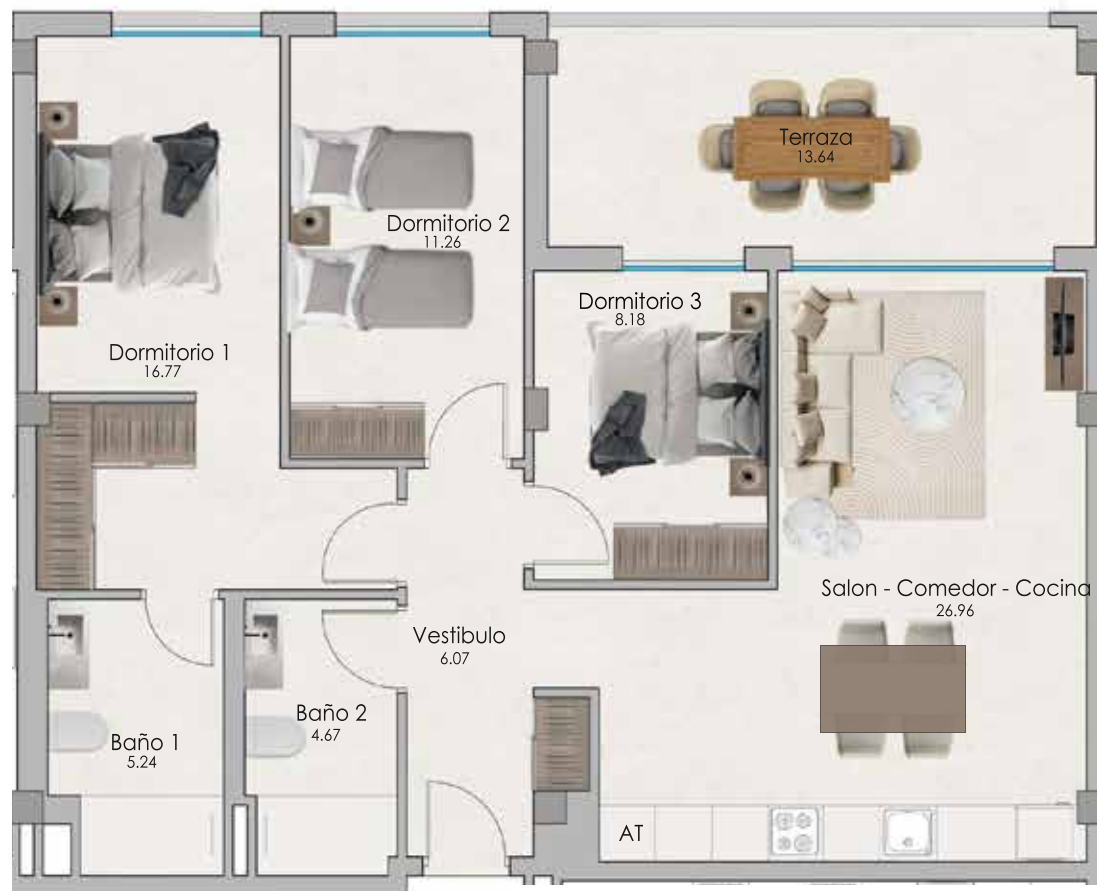 Terraza
13.64
Dormitorio 2
11.26
Dormitorio 3
8.18
Dormitorio 1
16.77
Salon - Comedor - Cocina
26.96
Vestibulo
6.07
Baño 2
4.67
Baño 1
5.24
AT